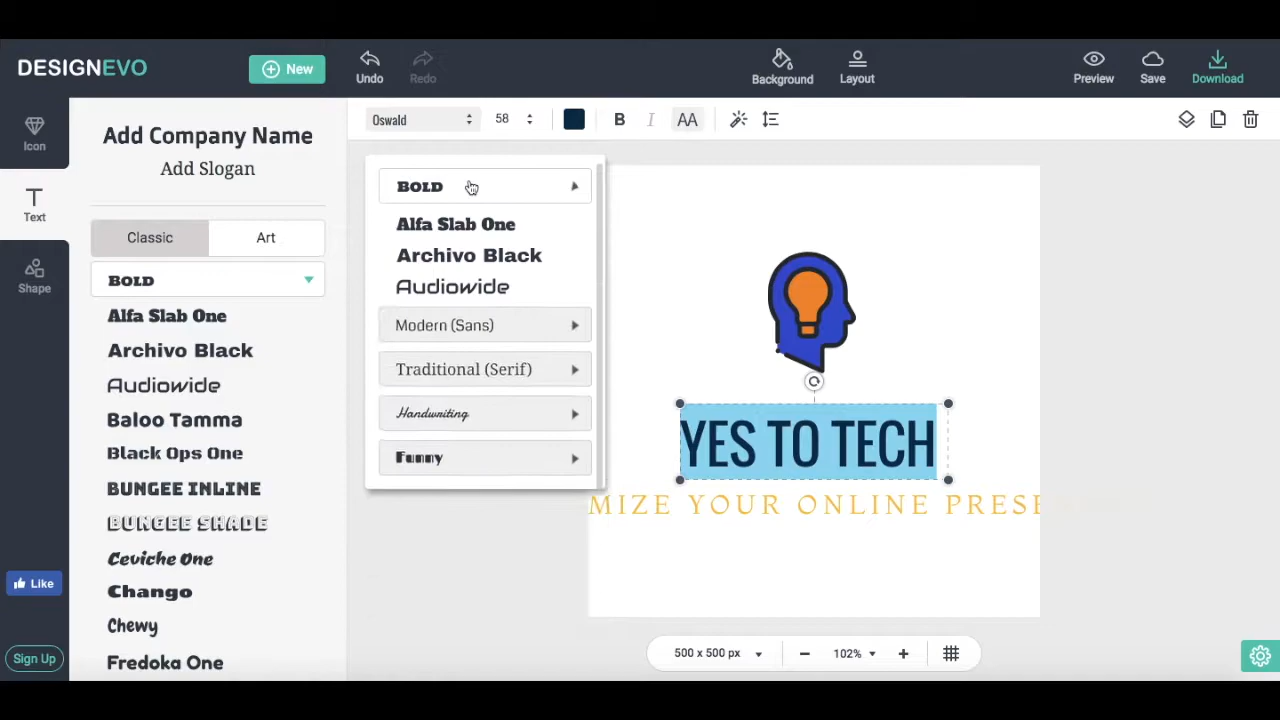 DESIGNEVO
New
Undo
Redo
Background
Layout
Preview
Save
Download
Icon
Text
Shape
Like
Sign Up
Add Company Name
Add Slogan
Classic
Art
BOLD
Alfa Slab One
Archivo Black
Audiowide
Baloo Tamma
Black Ops One
BUNGEE INLINE
BUNGEE SHADE
Ceviche One
Chango
Chewy
Fredoka One
Oswald
58
B
I
AA
BOLD
Alfa Slab One
Archivo Black
Audiowide
Modern (Sans)
Traditional (Serif)
Handwriting
Funny
YES TO TECH
MIZE YOUR ONLINE PRESE
500 x 500 px
102%